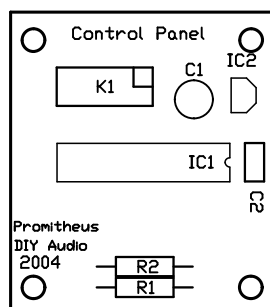 Control Panel
IC2
C1
K1
IC1
C2
Promitheus
DIY Audio
2004
R2
R1